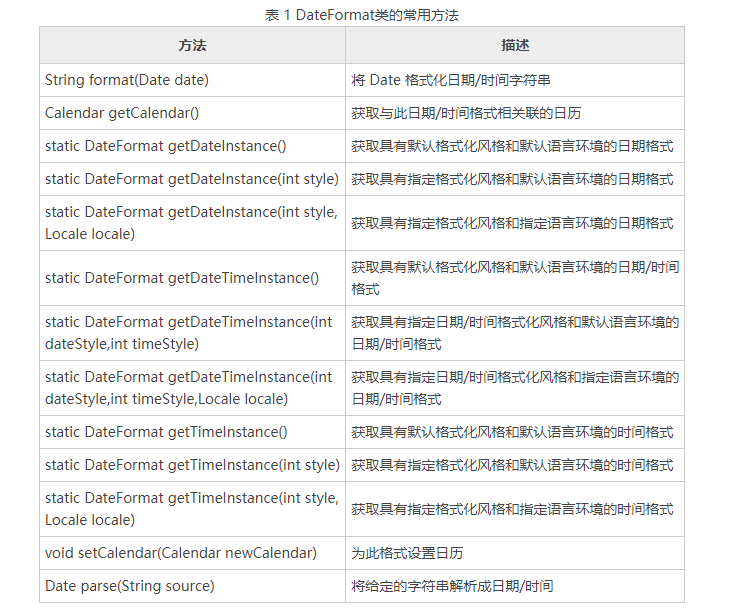 表 1 DateFormat类的常用方法
方法 描述
String format(Date date) 将 Date 格式化日期/时间字符串
Calendar getCalendar() 获取与此日期/时间格式相关联的日历
static DateFormat getDateInstance() 获取具有默认格式化风格和默认语言环境的日期格式
static DateFormat getDateInstance(int style) 获取具有指定格式化风格和默认语言环境的日期格式
static DateFormat getDateInstance(int style,
Locale locale)
获取具有指定格式化风格和指定语言环境的日期格式
static DateFormat getDateTimeInstance()
获取具有默认格式化风格和默认语言环境的日期/时间
格式
static DateFormat getDateTimeInstance(int
dateStyle,int timeStyle)
获取具有指定日期/时间格式化风格和默认语言环境的
日期/时间格式
static DateFormat getDateTimeInstance(int
dateStyle,int timeStyle,Locale locale)
获取具有指定日期/时间格式化风格和指定语言环境的
日期/时间格式
static DateFormat getTimeInstance() 获取具有默认格式化风格和默认语言环境的时间格式
static DateFormat getTimeInstance(int style) 获取具有指定格式化风格和默认语言环境的时间格式
static DateFormat getTimeInstance(int style,
Locale locale)
获取具有指定格式化风格和指定语言环境的时间格式
void setCalendar(Calendar newCalendar) 为此格式设置日历
Date parse(String source) 将给定的字符串解析成日期/时间